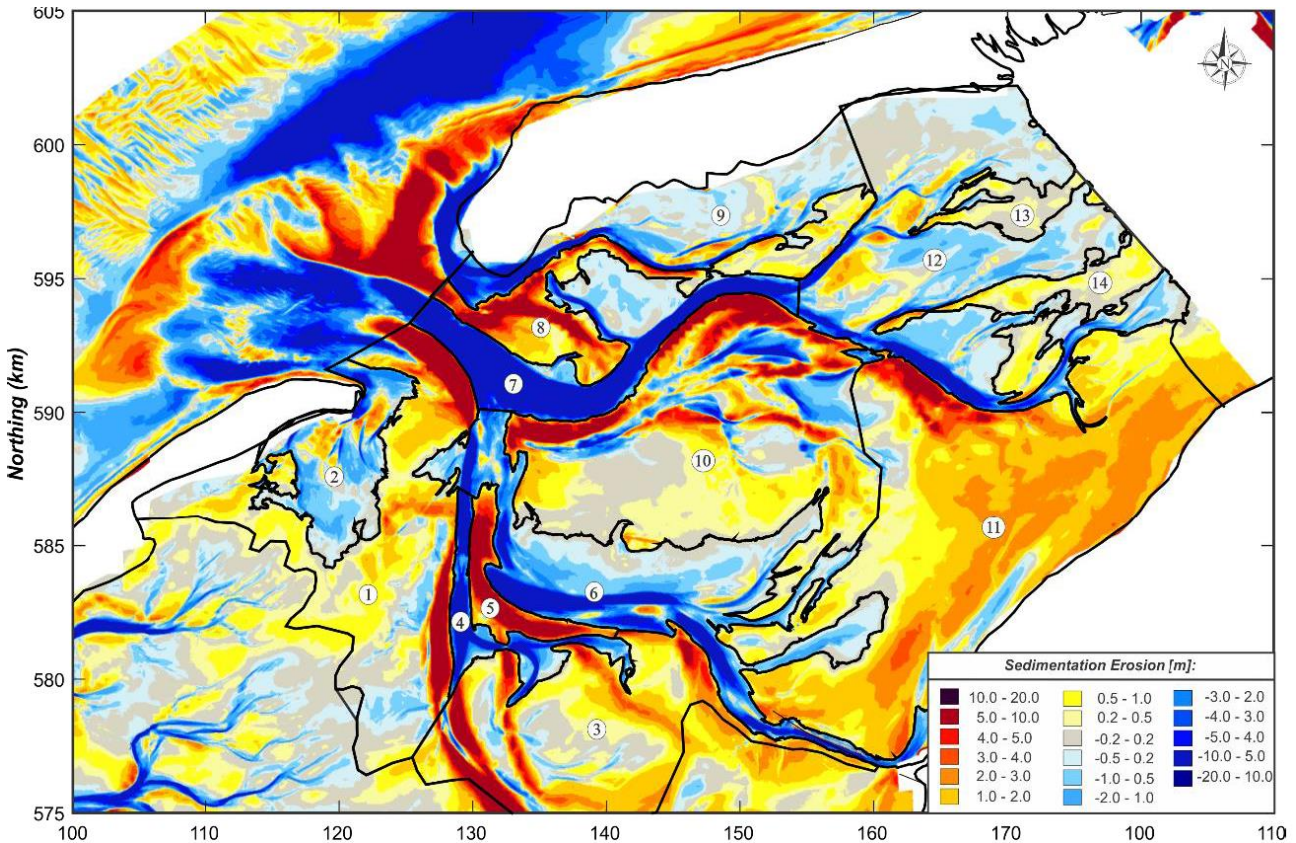 605
600
595
590
585
580
575
Northing (km)
N
9
13
12
14
8
7
2
10
11
1
6
5
4
3
Sedimentation Erosion [m]:
10.0 - 20.0
0.5 - 1.0
-3.0 - 2.0
5.0 - 10.0
0.2 - 0.5
-4.0 - 3.0
4.0 - 5.0
-0.2 - 0.2
-5.0 - 4.0
3.0 - 4.0
-0.5 - 0.2
-10.0 - 5.0
2.0 - 3.0
-1.0 - 0.5
-20.0 - 10.0
1.0 - 2.0
-2.0 - 1.0
100 110 120 130 140 150 160 170 100 110